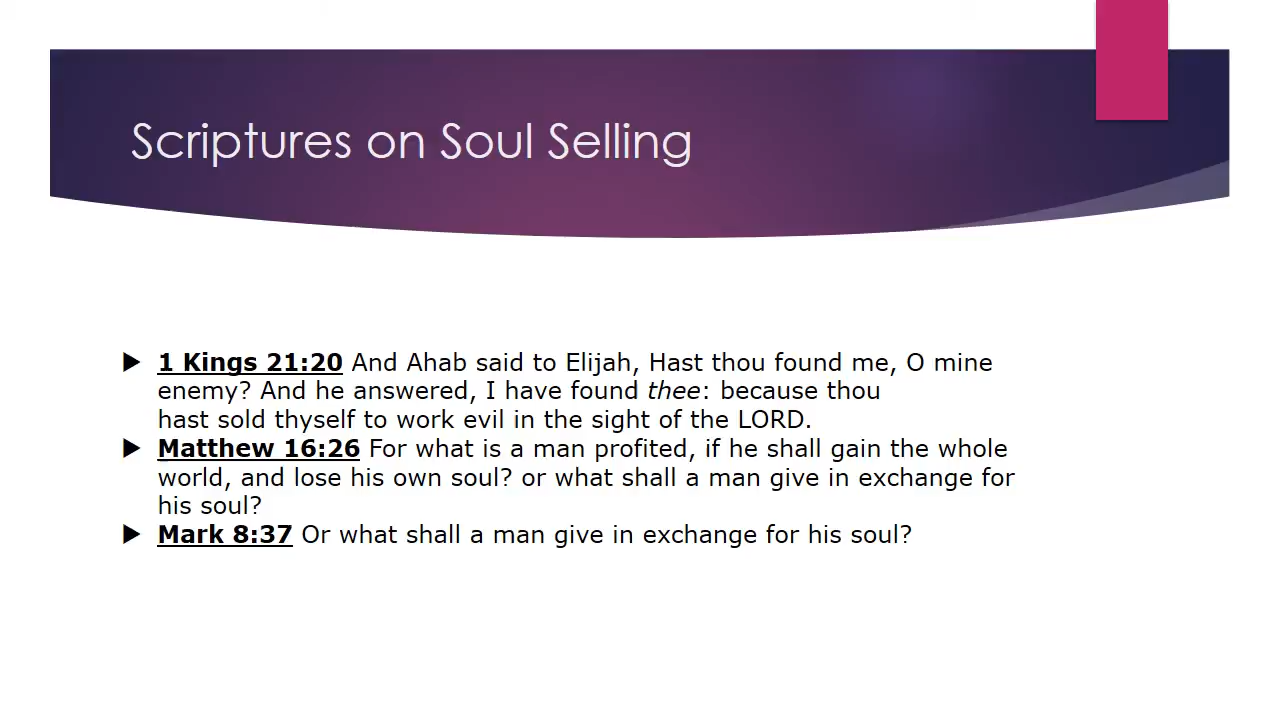 Scriptures on Soul Selling
1 Kings 21:20 And Ahab said to Elijah, Hast thou found me, O mine
enemy? And he answered, I have found thee: because thou
hast sold thyself to work evil in the sight of the LORD.
Matthew 16:26 For what is a man profited, if he shall gain the whole
world, and lose his own soul? or what shall a man give in exchange for
his soul?
Mark 8:37 Or what shall a man give in exchange for his soul?